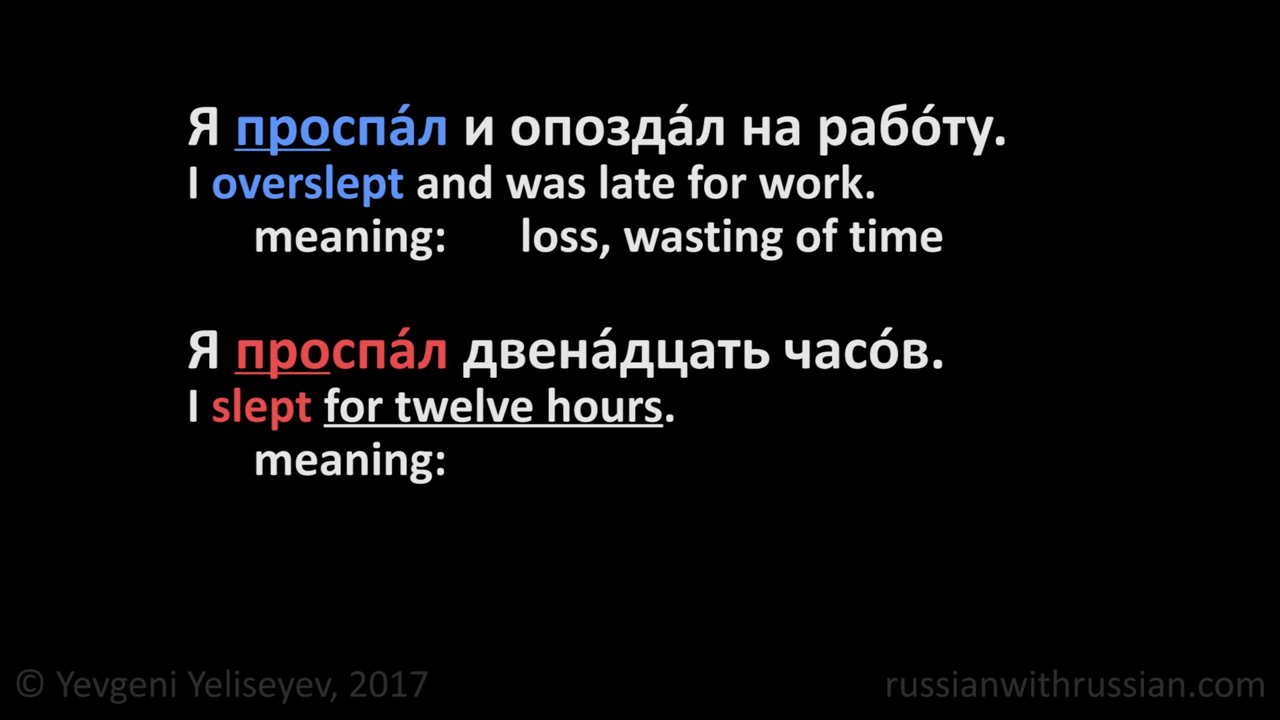 Я проспа́л и опозда́л на рабо́ту.
I overslept and was late for work.
meaning: loss, wasting of time
Я проспа́л двена́дцать часо́в.
I slept for twelve hours.
meaning:
© Yevgeni Yeliseyev, 2017
russianwithrussian.com